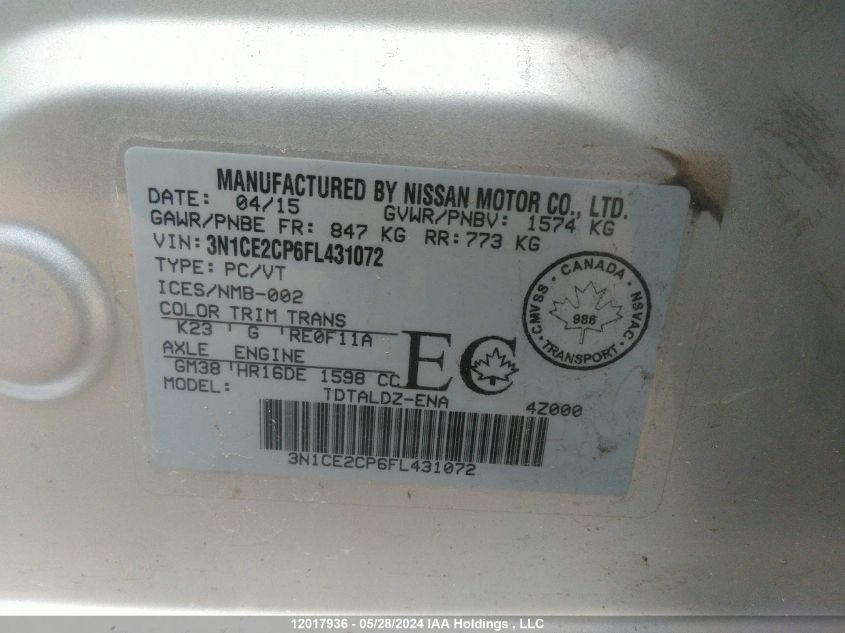 MANUFACTURED BY NISSAN MOTOR CO., LTD.
DATE: 04/15 GVWR/PNBV: 1574 KG
GAWR/PNBE FR: 847 KG RR: 773 KG
VIN: 3N1CE2CP6FL431072
TYPE: PC/VT
ICES/NMB-002
COLOR TRIM TRANS
K23 ' G 'RE0F11A
AXLE ENGINE
GM38 'HR16DE 1598 CC
MODEL: TDTALDZ-ENA 4Z000
EC
CANADA
CMVSS NSVAC
986
TRANSPORT
3N1CE2CP6FL431072
12017936 - 05/28/2024 IAA Holdings , LLC